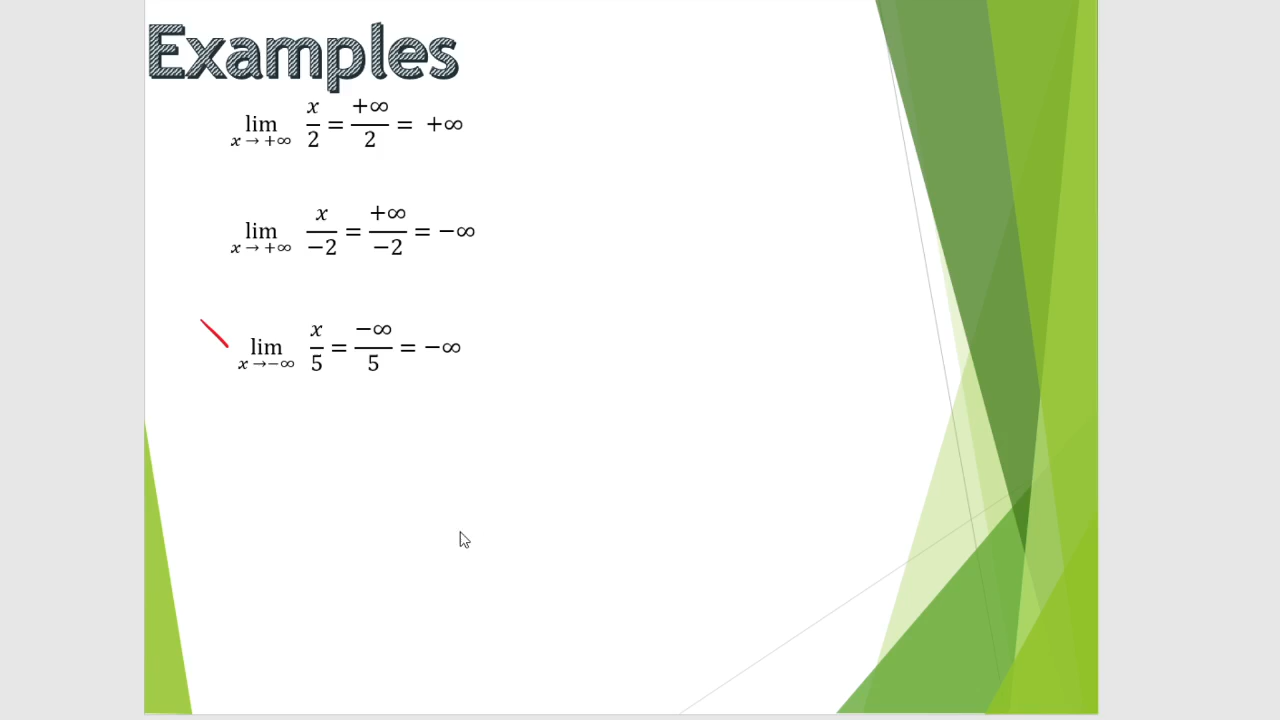 Examples
lim x → +∞ x/2 = +∞/2 = +∞
lim x → +∞ x/−2 = +∞/−2 = −∞
lim x → −∞ x/5 = −∞/5 = −∞